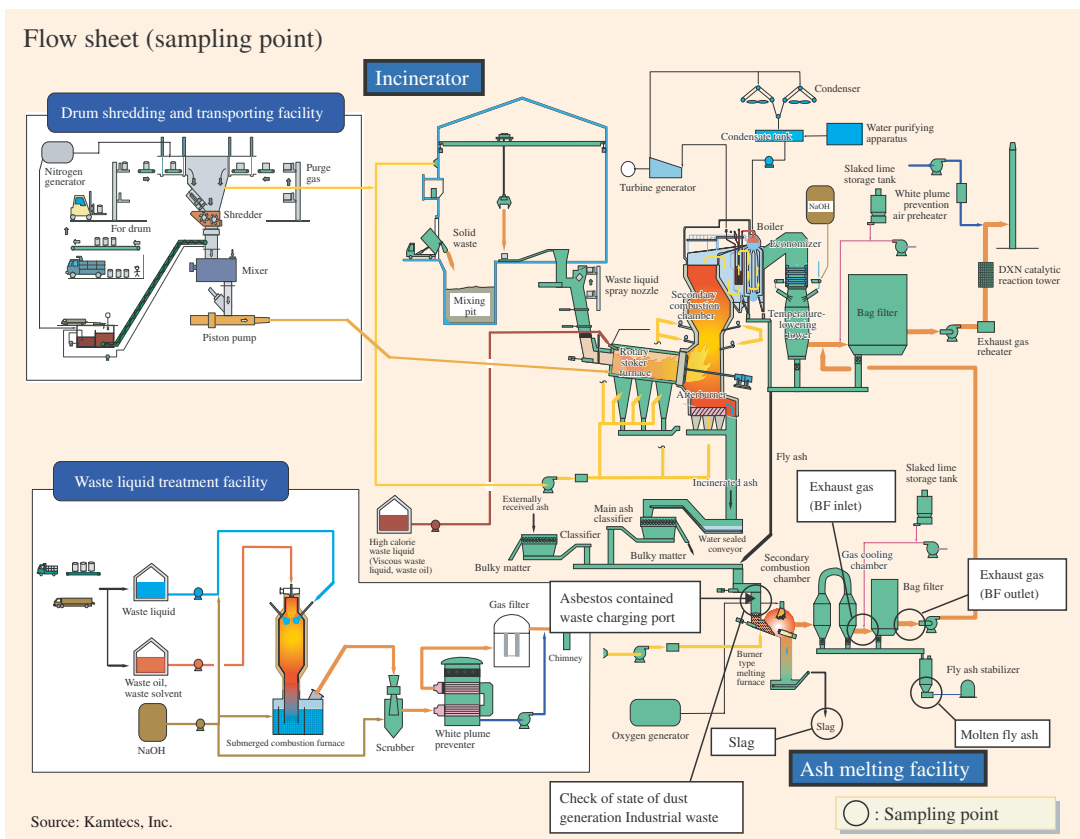 Flow sheet (sampling point)
Incinerator
Drum shredding and transporting facility
Nitrogen
generator
Purge
gas
Shredder
For drum
Mixer
Piston pump
Solid
waste
Mixing
pit
Turbine generator
Condenser
Condensate tank
Water purifying
apparatus
Waste liquid
spray nozzle
Boiler
Economizer
NaOH
Slaked lime
storage tank
White plume
prevention
air preheater
Secondary
combustion
chamber
Temperature-
lowering
tower
Bag filter
DXN catalytic
reaction tower
Exhaust gas
reheater
Rotary
stoker
furnace
Afterburner
Fly ash
Incinerated ash
Waste liquid treatment facility
High calorie
waste liquid
(Viscous waste
liquid, waste oil)
Externally
received ash
Classifier
Bulky matter
Main ash
classifier
Bulky matter
Water sealed
conveyor
Secondary
combustion
chamber
Exhaust gas
(BF inlet)
Slaked lime
storage tank
Gas cooling
chamber
Bag filter
Exhaust gas
(BF outlet)
Asbestos contained
waste charging port
Waste liquid
Waste oil,
waste solvent
NaOH
Submerged combustion furnace
Scrubber
White plume
preventer
Gas filter
Chimney
Burner
type
melting
furnace
Oxygen generator
Slag
Slag
Fly ash stabilizer
Molten fly ash
Ash melting facility
Check of state of dust
generation Industrial waste
: Sampling point
Source: Kamtecs, Inc.